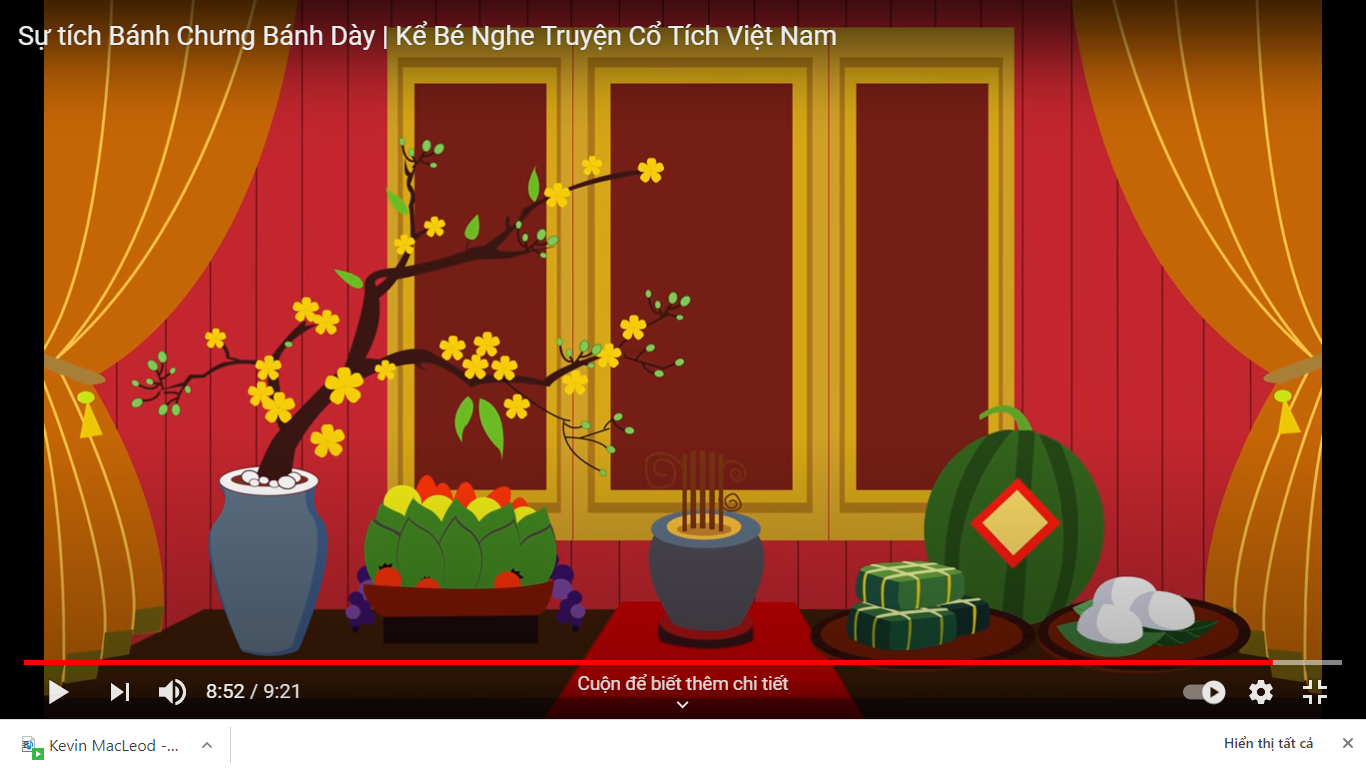 Sự tích Bánh Chưng Bánh Dày | Kể Bé Nghe Truyện Cổ Tích Việt Nam
Cuộn để biết thêm chi tiết
8:52 / 9:21
Kevin MacLeod -...
Hiển thị tất cả